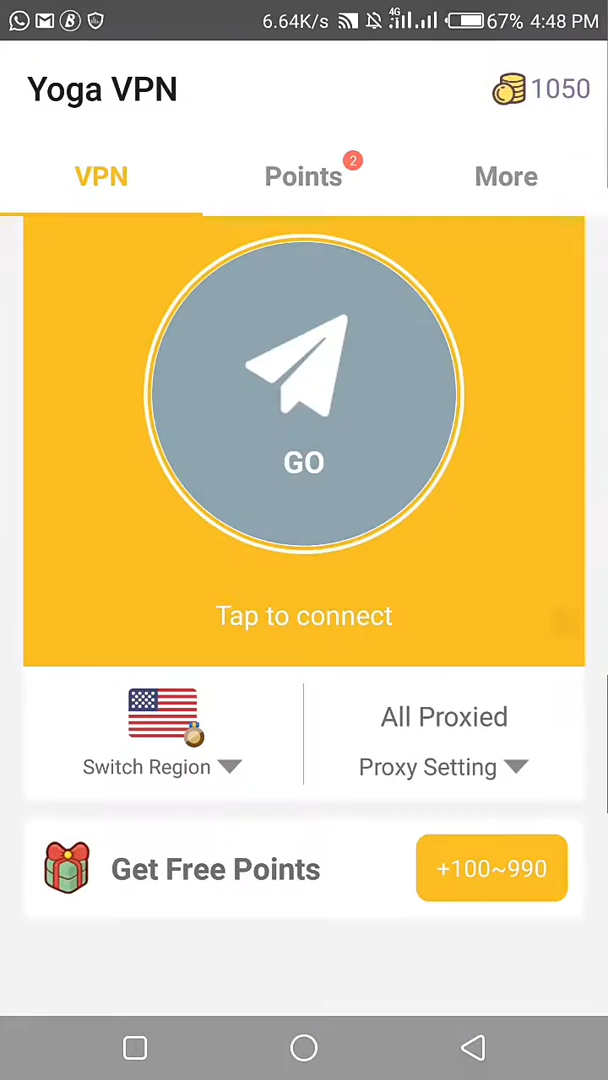 6.64K/s 4G 67% 4:48 PM
Yoga VPN 1050
VPN Points 2 More
GO
Tap to connect
All Proxied
Switch Region Proxy Setting
Get Free Points +100~990